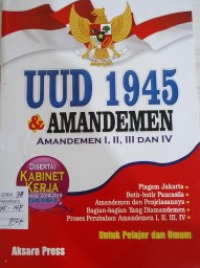 UUD 1945
& AMANDEMEN
AMANDEMEN I, II, III DAN IV
DISERTAI
KABINET
KERJA
Piagam Jakarta
Butir-butir Pancasila
Amandemen dan Penjelasannya
Bagian-bagian Yang Diamandemen
Proses Perubahan Amandemen I, II, III, IV
Untuk Pelajar dan Umum
Aksara Press